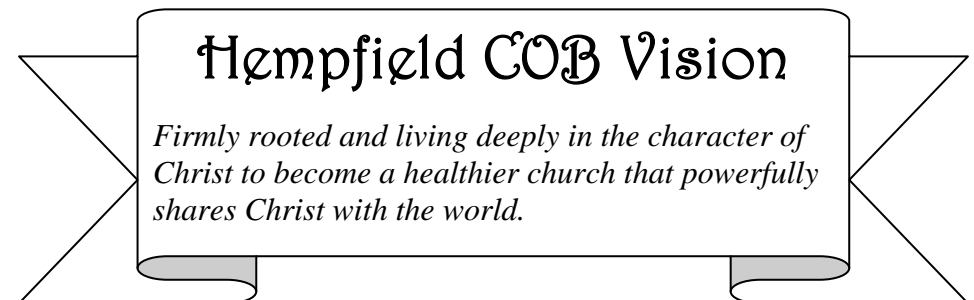 Hempfield COB Vision
Firmly rooted and living deeply in the character of
Christ to become a healthier church that powerfully
shares Christ with the world.